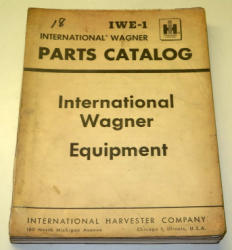 18
IWE-1
INTERNATIONAL® WAGNER
PARTS CATALOG
International
Wagner
Equipment
INTERNATIONAL HARVESTER COMPANY
180 North Michigan Avenue Chicago 1, Illinois, U.S.A.